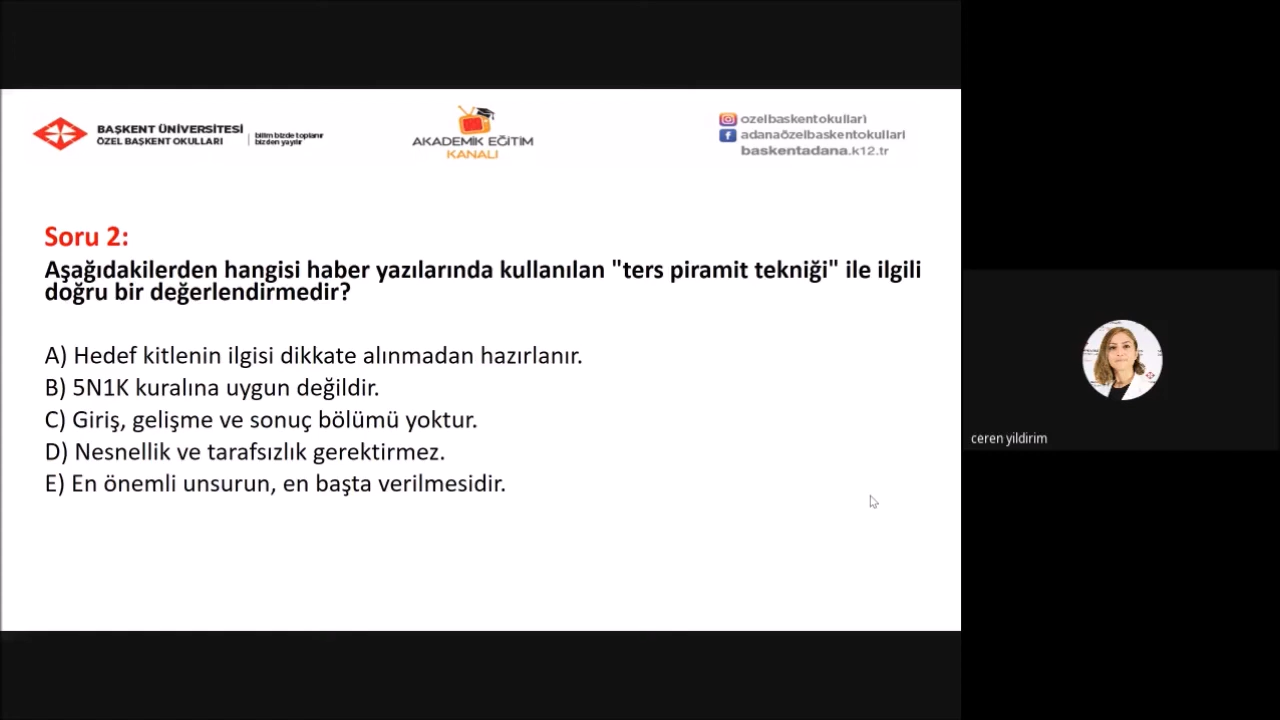 BAŞKENT ÜNİVERSİTESİ
ÖZEL BAŞKENT OKULLARI
bilim bizde toplanır
bizden yayılır
AKADEMİK EĞİTİM
KANALI
ozelbaskentokullari
adanaözelbaskentokullari
baskentadana.k12.tr
Soru 2:
Aşağıdakilerden hangisi haber yazılarında kullanılan "ters piramit tekniği" ile ilgili
doğru bir değerlendirmedir?
A) Hedef kitlenin ilgisi dikkate alınmadan hazırlanır.
B) 5N1K kuralına uygun değildir.
C) Giriş, gelişme ve sonuç bölümü yoktur.
D) Nesnellik ve tarafsızlık gerektirmez.
E) En önemli unsurun, en başta verilmesidir.
ceren yildirim